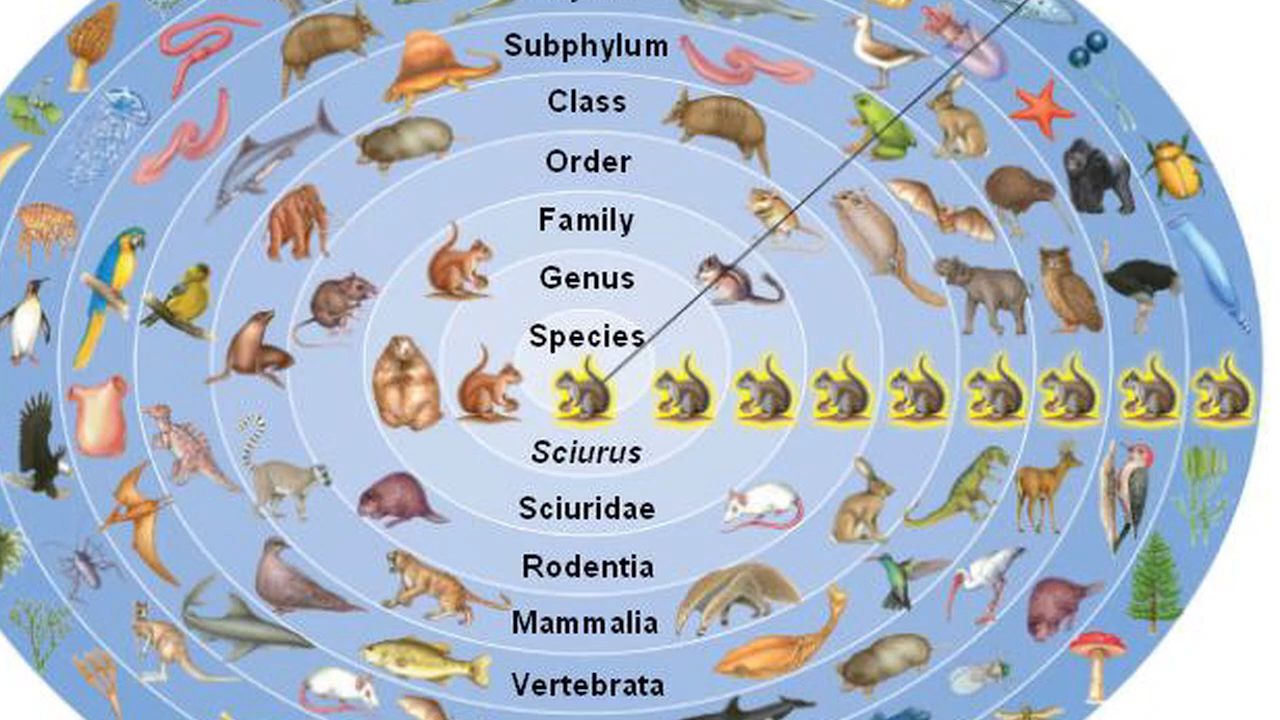 Subphylum
Class
Order
Family
Genus
Species
Sciurus
Sciuridae
Rodentia
Mammalia
Vertebrata